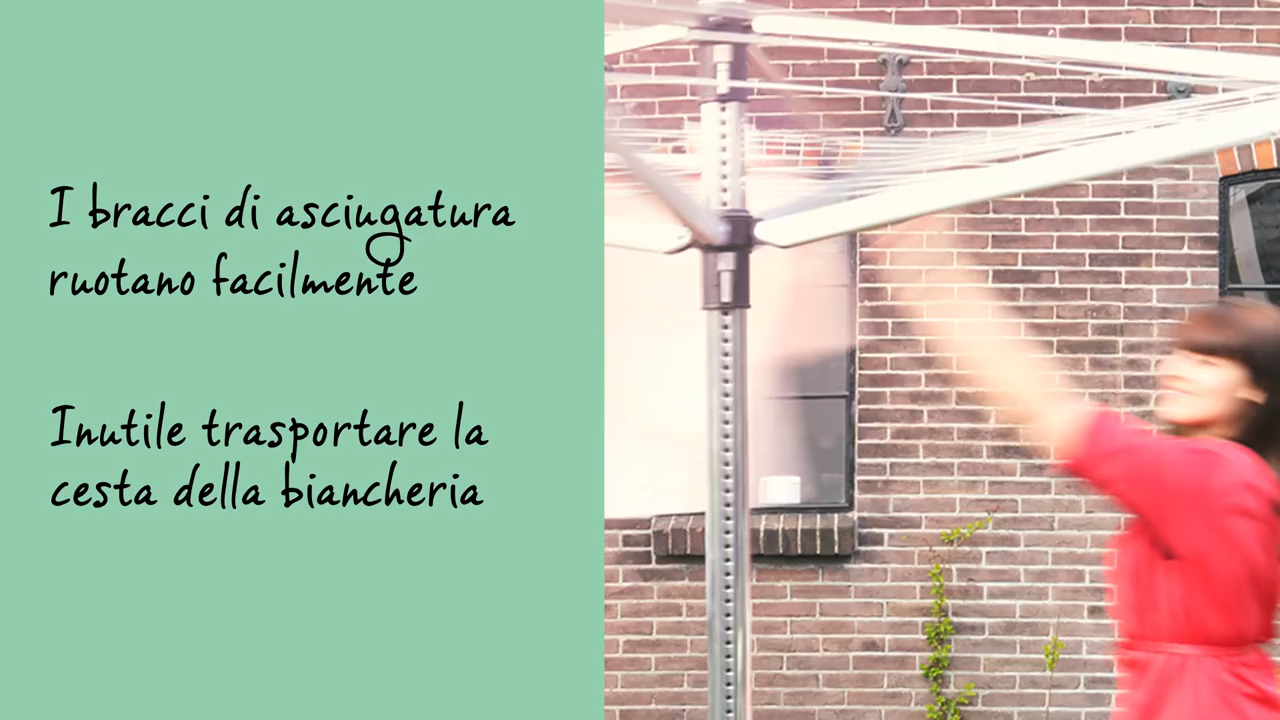 I bracci di asciugatura
ruotano facilmente
Inutile trasportare la
cesta della biancheria